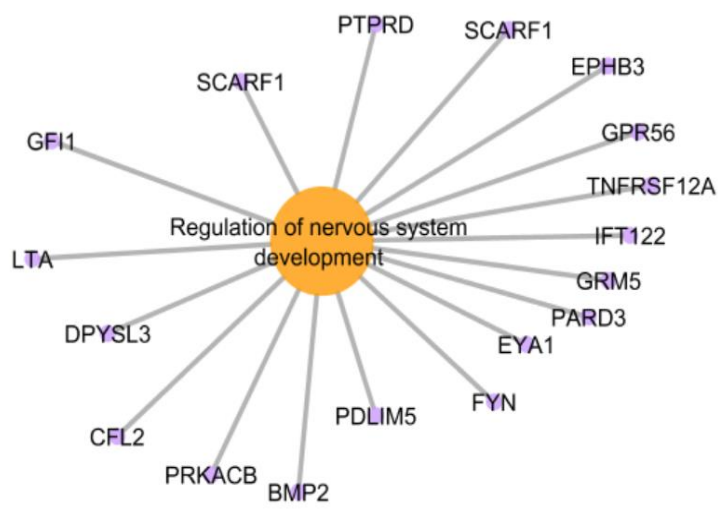 PTPRD
SCARF1
EPHB3
SCARF1
GPR56
GFI1
TNFRSF12A
Regulation of nervous system
development
IFT122
LTA
GRM5
PARD3
DPYSL3
EYA1
FYN
PDLIM5
CFL2
PRKACB
BMP2